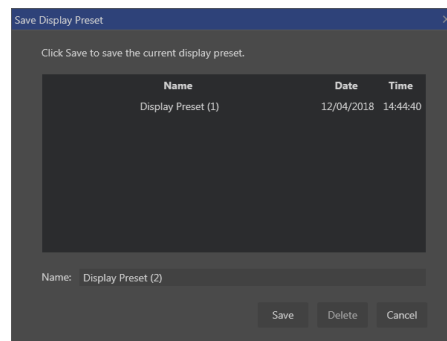 Save Display Preset
Click Save to save the current display preset.
Name Date Time
Display Preset (1) 12/04/2018 14:44:40
Name: Display Preset (2)
Save Delete Cancel